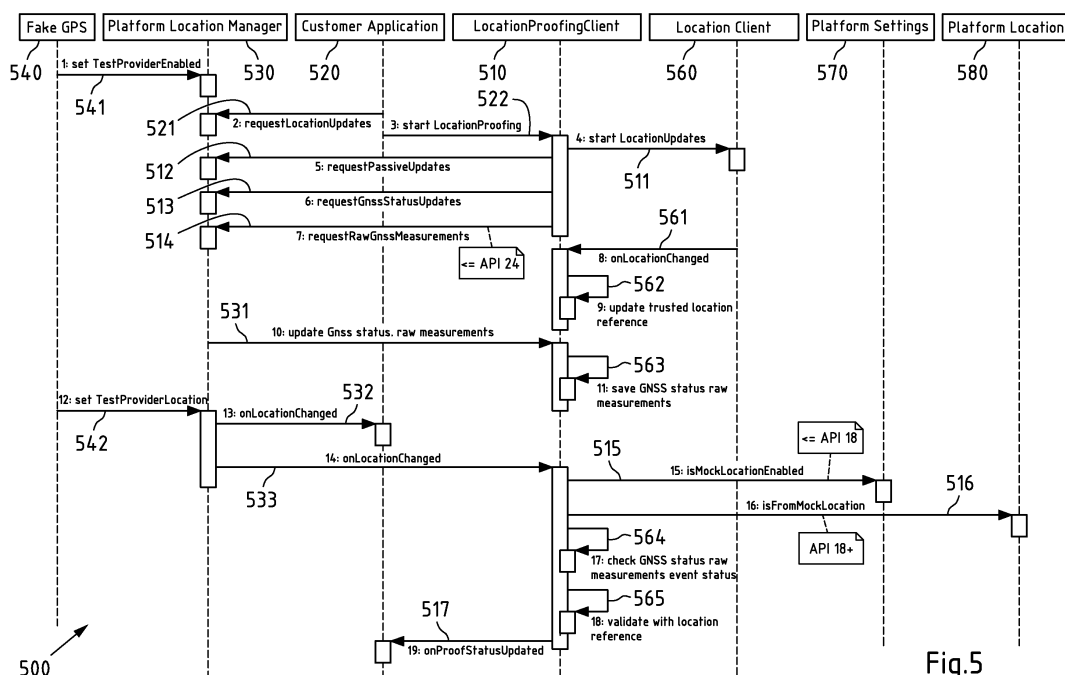 Fake GPS
Platform Location Manager
Customer Application
LocationProofingClient
Location Client
Platform Settings
Platform Location
540
530
520
510
560
570
580
1: set TestProviderEnabled
541
521
2: requestLocationUpdates
522
3: start LocationProofing
4: start LocationUpdates
511
512
5: requestPassiveUpdates
513
6: requestGnssStatusUpdates
514
7: requestRawGnssMeasurements
<= API 24
561
8: onLocationChanged
562
9: update trusted location
reference
531
10: update Gnss status. raw measurements
563
11: save GNSS status raw
measurements
12: set TestProviderLocation
542
532
13: onLocationChanged
14: onLocationChanged
533
515
<= API 18
15: isMockLocationEnabled
516
16: isFromMockLocation
API 18+
564
17: check GNSS status raw
measurements event status
565
18: validate with location
reference
517
19: onProofStatusUpdated
500
Fig.5